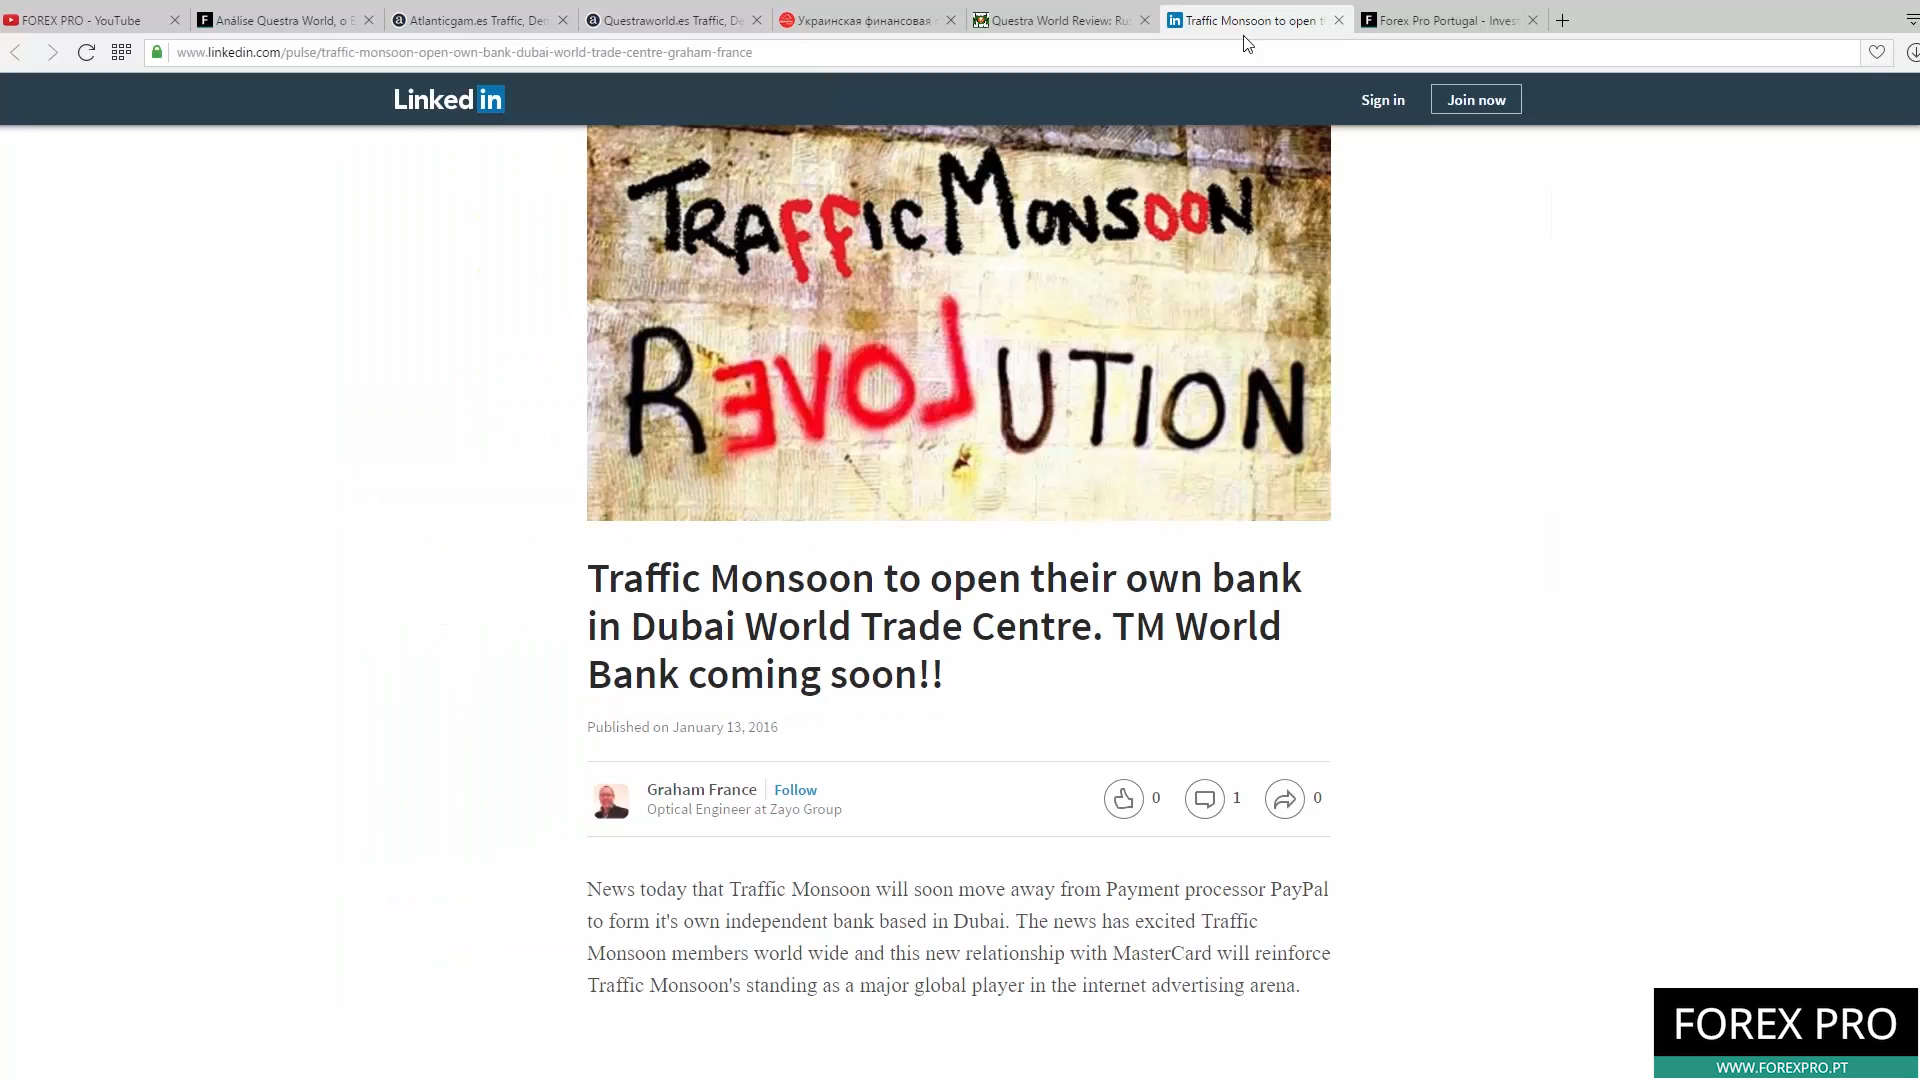 FOREX PRO - YouTube
Análise Questra World, o E
Atlanticgam.es Traffic, Den
Questraworld.es Traffic, De
Украинская финансовая г
Questra World Review: Ru
Traffic Monsoon to open t
Forex Pro Portugal - Invest
www.linkedin.com/pulse/traffic-monsoon-open-own-bank-dubai-world-trade-centre-graham-france
Linked in
Sign in
Join now
TRAFFIC MONSOON
REVOLUTION
Traffic Monsoon to open their own bank
in Dubai World Trade Centre. TM World
Bank coming soon!!
Published on January 13, 2016
Graham France
Follow
Optical Engineer at Zayo Group
0
1
0
News today that Traffic Monsoon will soon move away from Payment processor PayPal
to form it's own independent bank based in Dubai. The news has excited Traffic
Monsoon members world wide and this new relationship with MasterCard will reinforce
Traffic Monsoon's standing as a major global player in the internet advertising arena.
FOREX PRO
WWW.FOREXPRO.PT